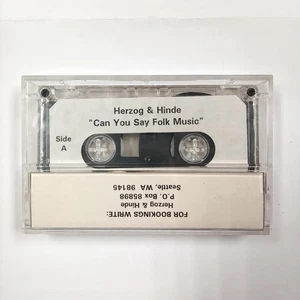 Herzog & Hinde
"Can You Say Folk Music"
Side
A
FOR BOOKINGS WRITE:
Herzog & Hinde
P.O. Box 85898
Seattle, WA 98145